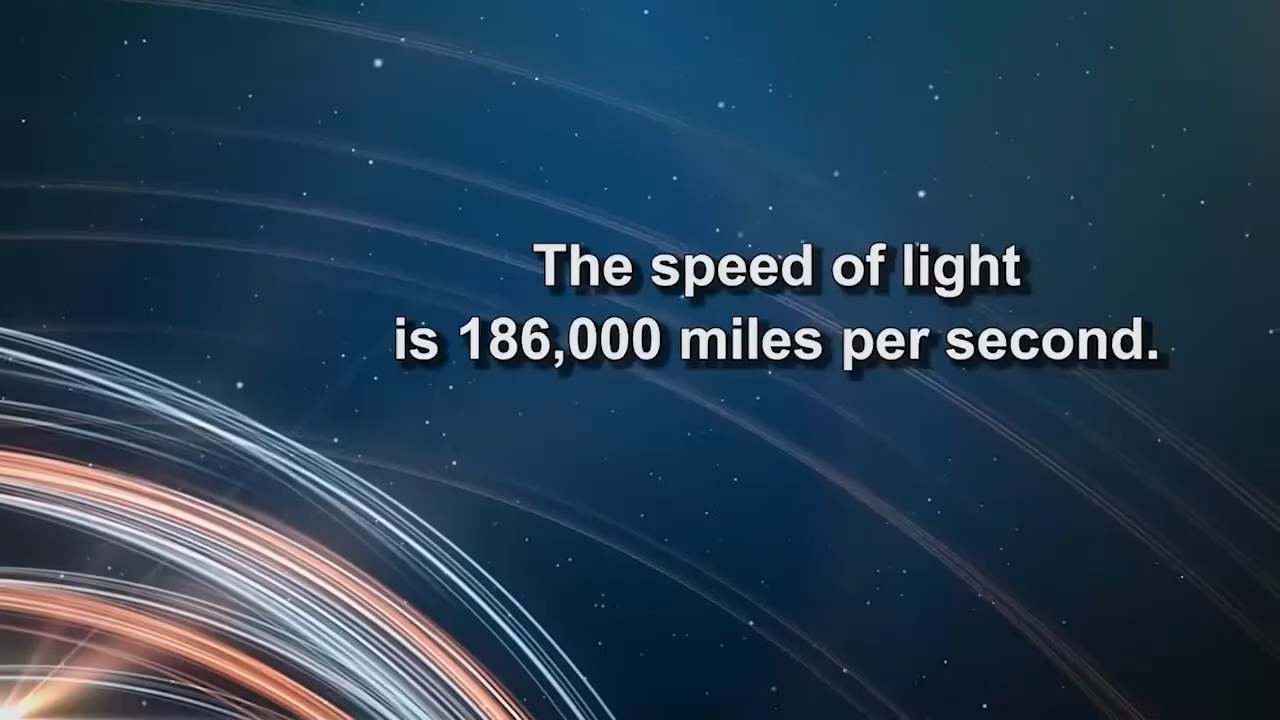 The speed of light
is 186,000 miles per second.